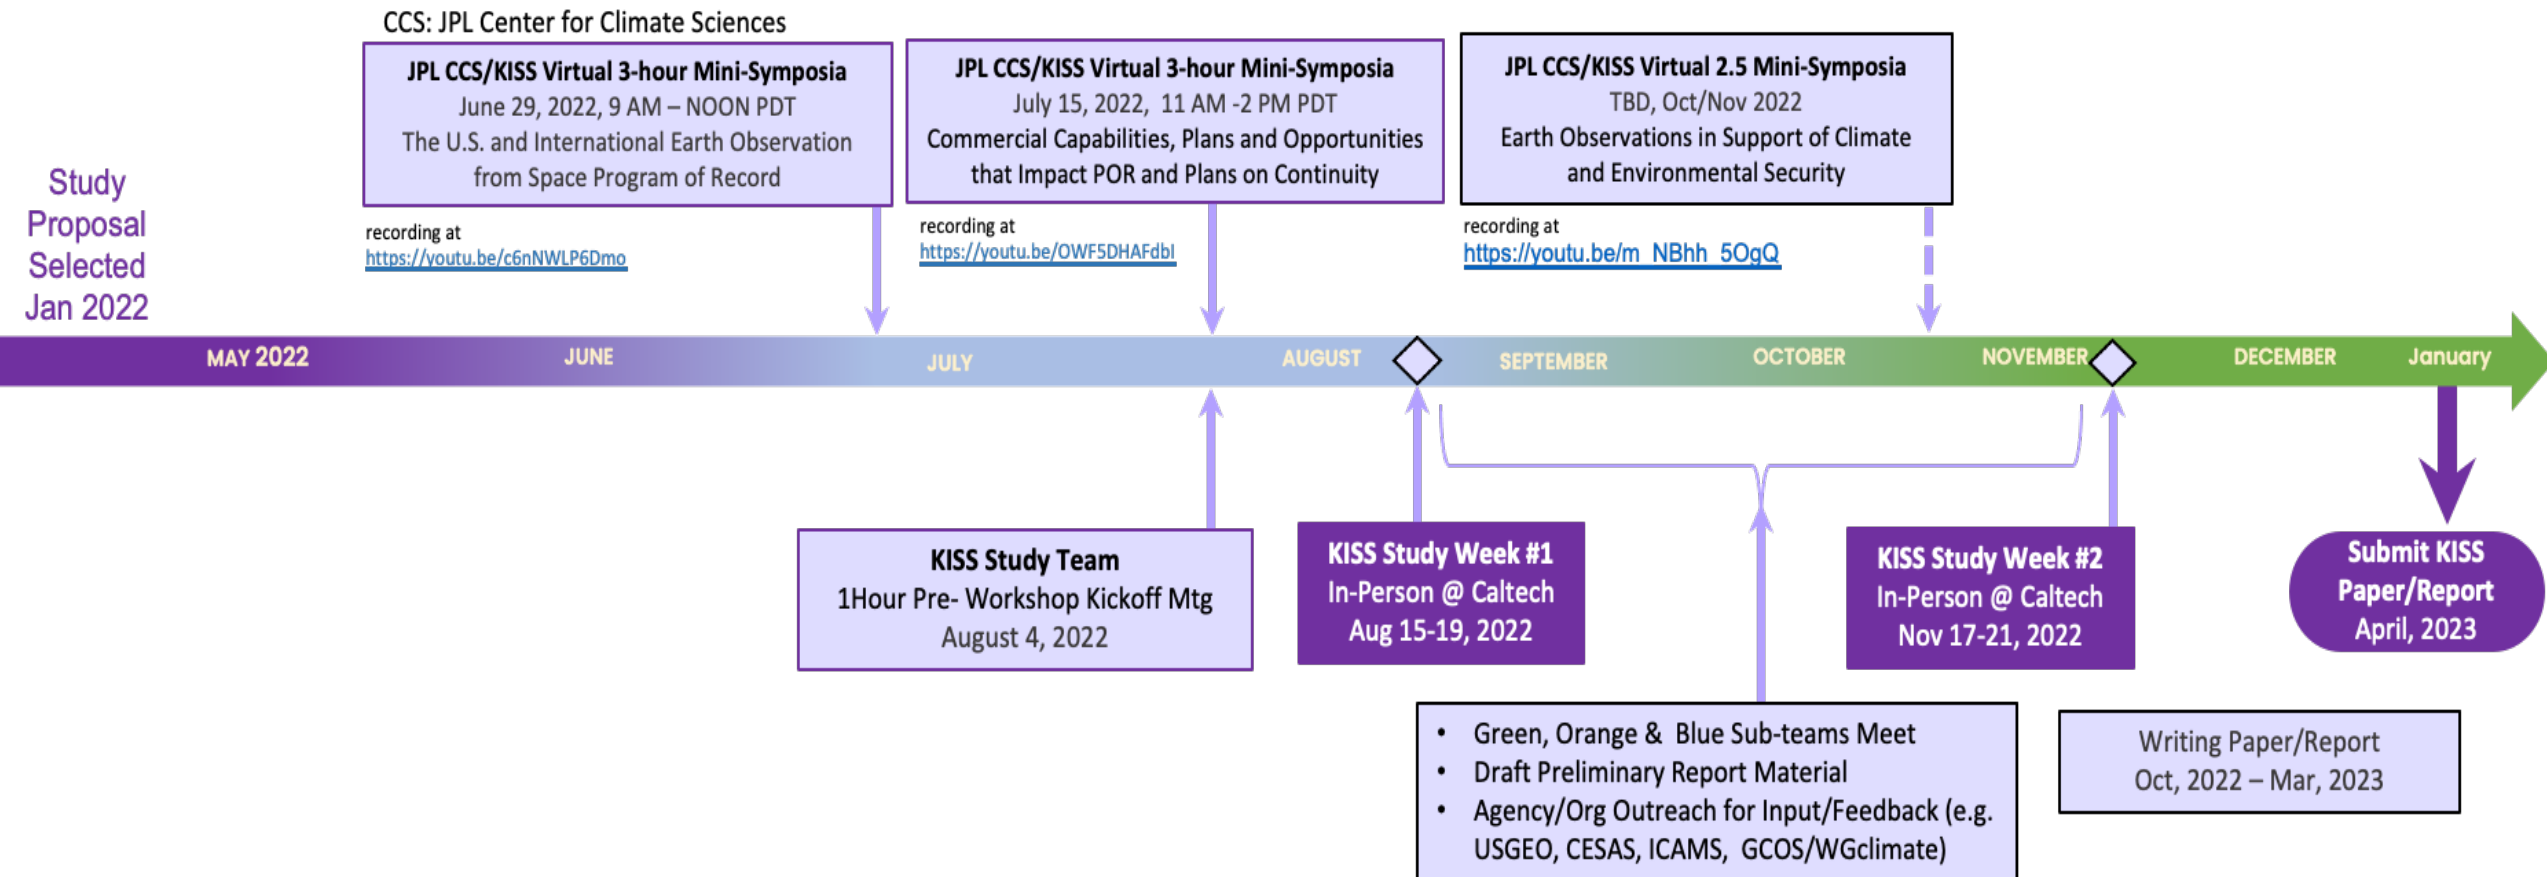 CCS: JPL Center for Climate Sciences
JPL CCS/KISS Virtual 3-hour Mini-Symposia
June 29, 2022, 9 AM – NOON PDT
The U.S. and International Earth Observation
from Space Program of Record
recording at
https://youtu.be/c6nNWLP6Dmo
JPL CCS/KISS Virtual 3-hour Mini-Symposia
July 15, 2022, 11 AM -2 PM PDT
Commercial Capabilities, Plans and Opportunities
that Impact POR and Plans on Continuity
recording at
https://youtu.be/OWF5DHAFdbI
JPL CCS/KISS Virtual 2.5 Mini-Symposia
TBD, Oct/Nov 2022
Earth Observations in Support of Climate
and Environmental Security
recording at
https://youtu.be/m_NBhh_5OgQ
Study
Proposal
Selected
Jan 2022
MAY 2022
JUNE
JULY
AUGUST
SEPTEMBER
OCTOBER
NOVEMBER
DECEMBER
January
KISS Study Team
1Hour Pre- Workshop Kickoff Mtg
August 4, 2022
KISS Study Week #1
In-Person @ Caltech
Aug 15-19, 2022
KISS Study Week #2
In-Person @ Caltech
Nov 17-21, 2022
Submit KISS
Paper/Report
April, 2023
• Green, Orange & Blue Sub-teams Meet
• Draft Preliminary Report Material
• Agency/Org Outreach for Input/Feedback (e.g.
USGEO, CESAS, ICAMS, GCOS/WGclimate)
Writing Paper/Report
Oct, 2022 – Mar, 2023